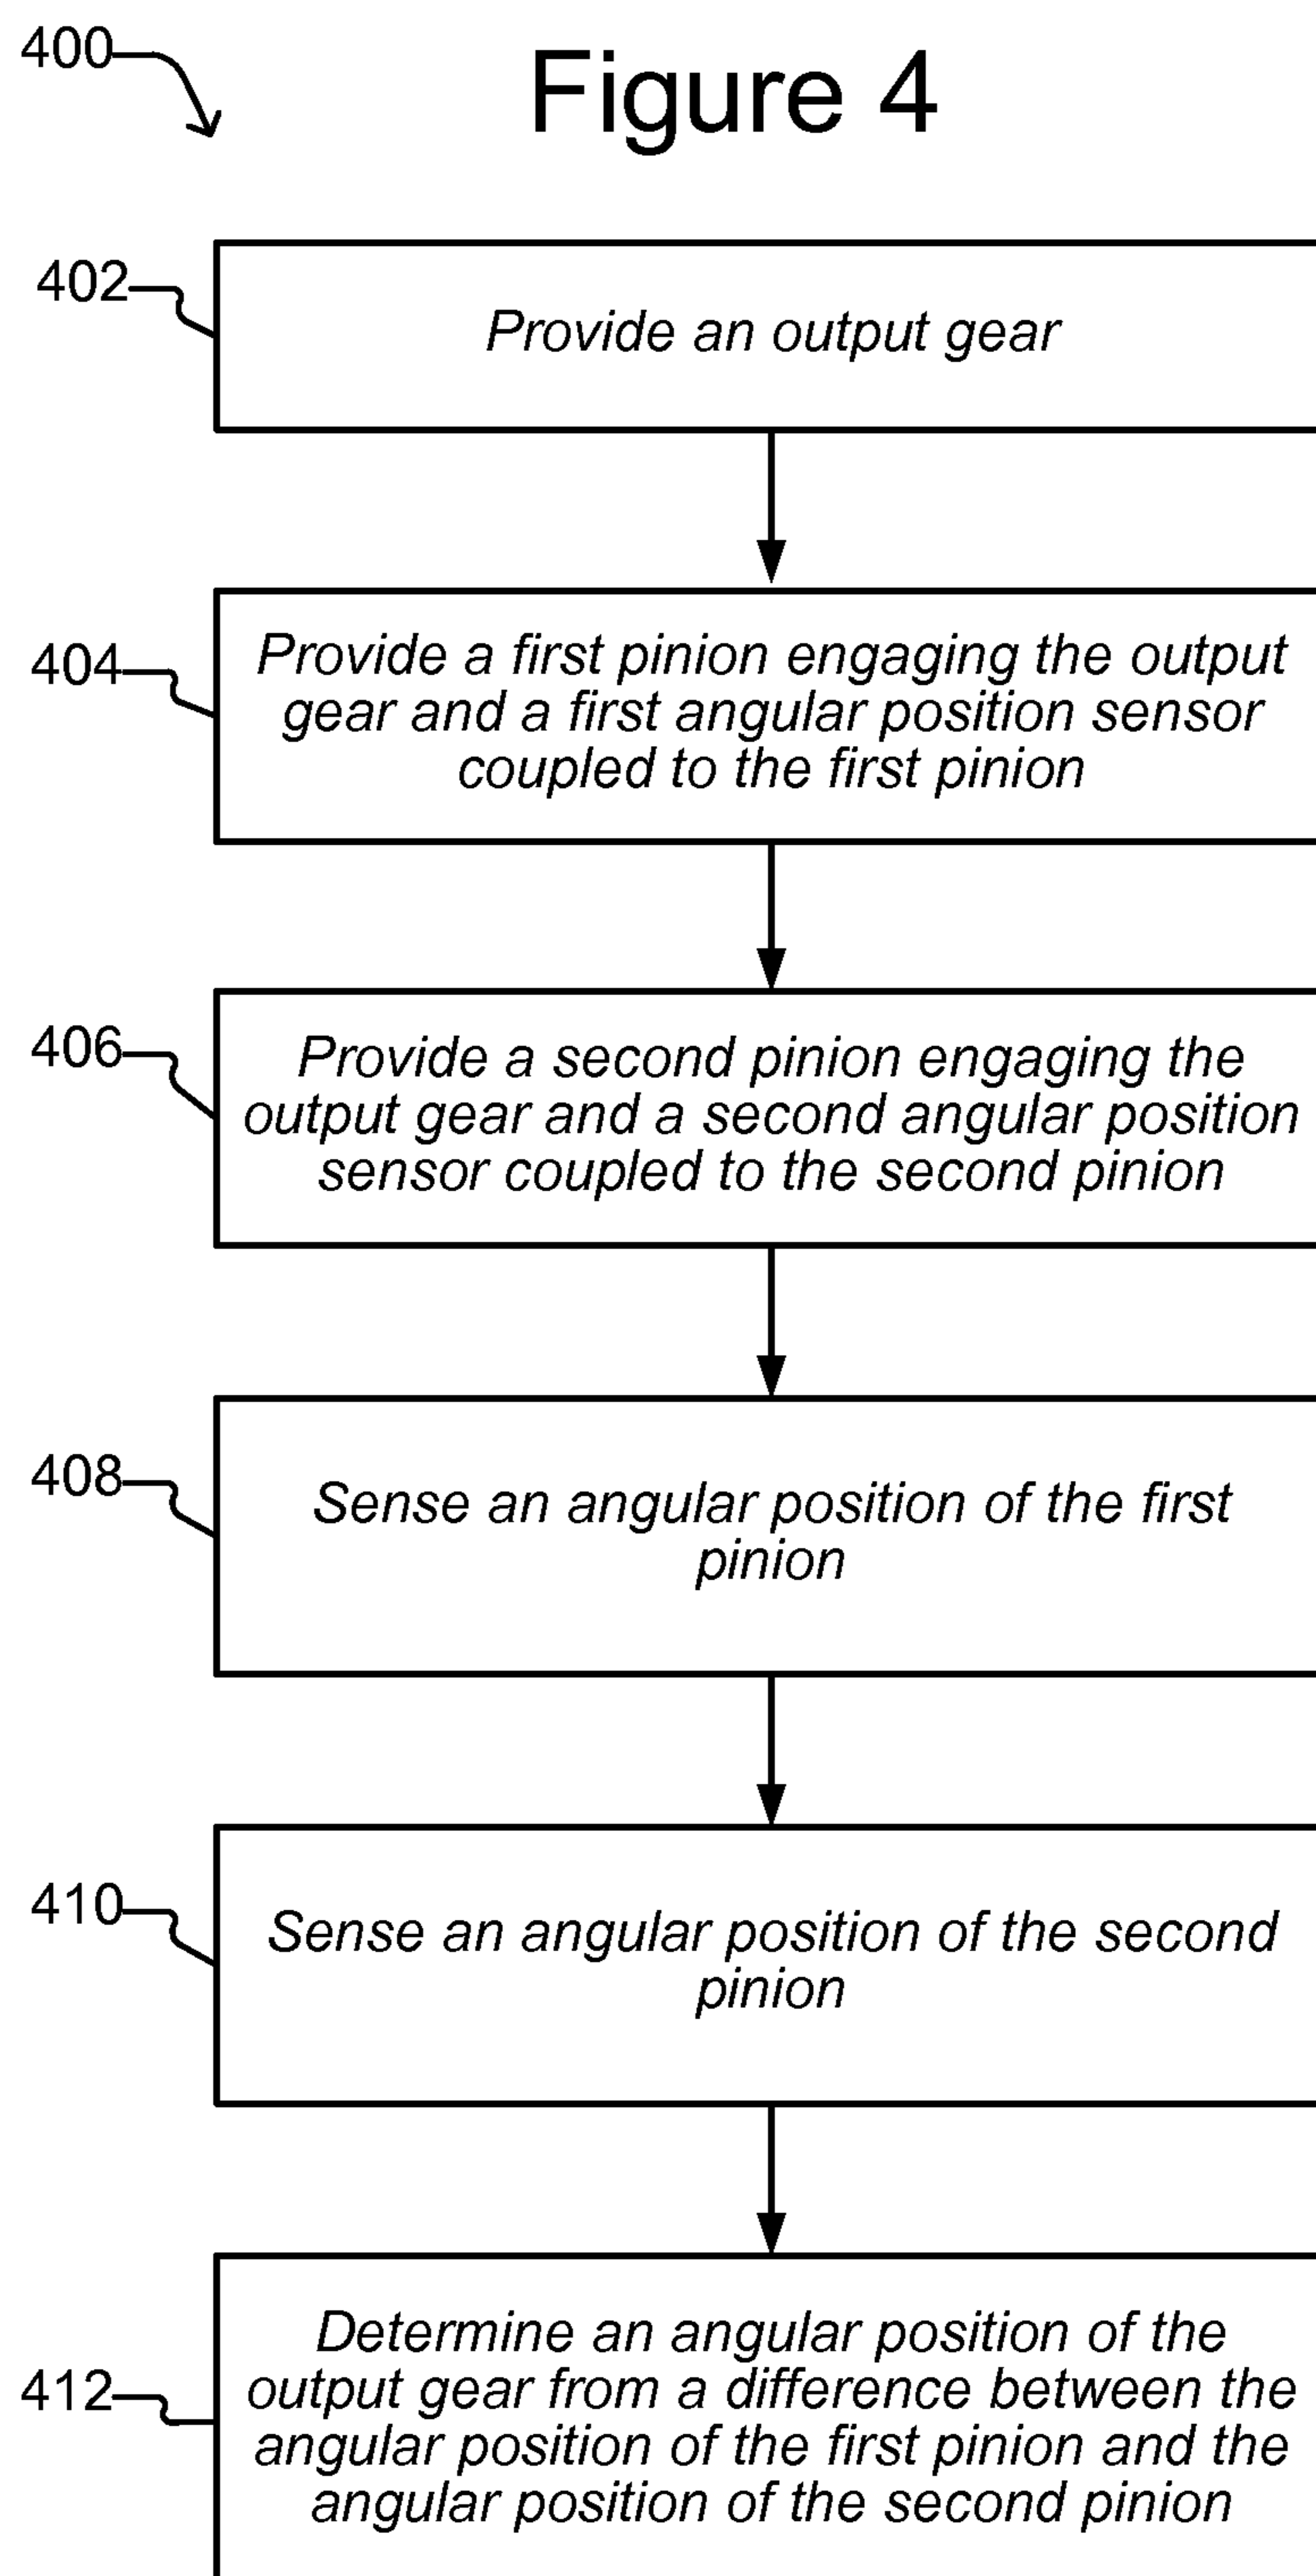 400
Figure 4
402
Provide an output gear
404
Provide a first pinion engaging the output
gear and a first angular position sensor
coupled to the first pinion
406
Provide a second pinion engaging the
output gear and a second angular position
sensor coupled to the second pinion
408
Sense an angular position of the first
pinion
410
Sense an angular position of the second
pinion
412
Determine an angular position of the
output gear from a difference between the
angular position of the first pinion and the
angular position of the second pinion